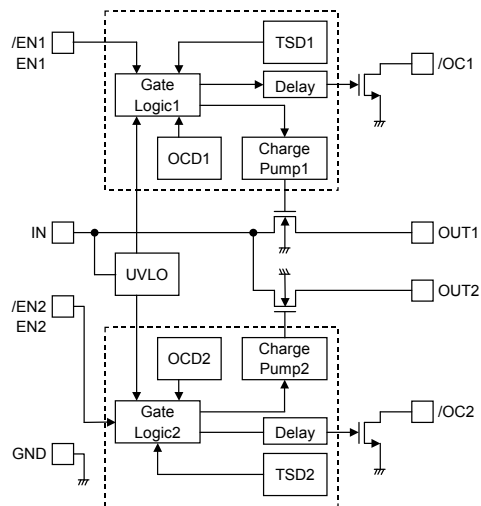 /EN1
EN1
TSD1
/OC1
Gate
Logic1
Delay
OCD1
Charge
Pump1
IN
OUT1
UVLO
OUT2
/EN2
EN2
OCD2
Charge
Pump2
Gate
Logic2
Delay
/OC2
GND
TSD2